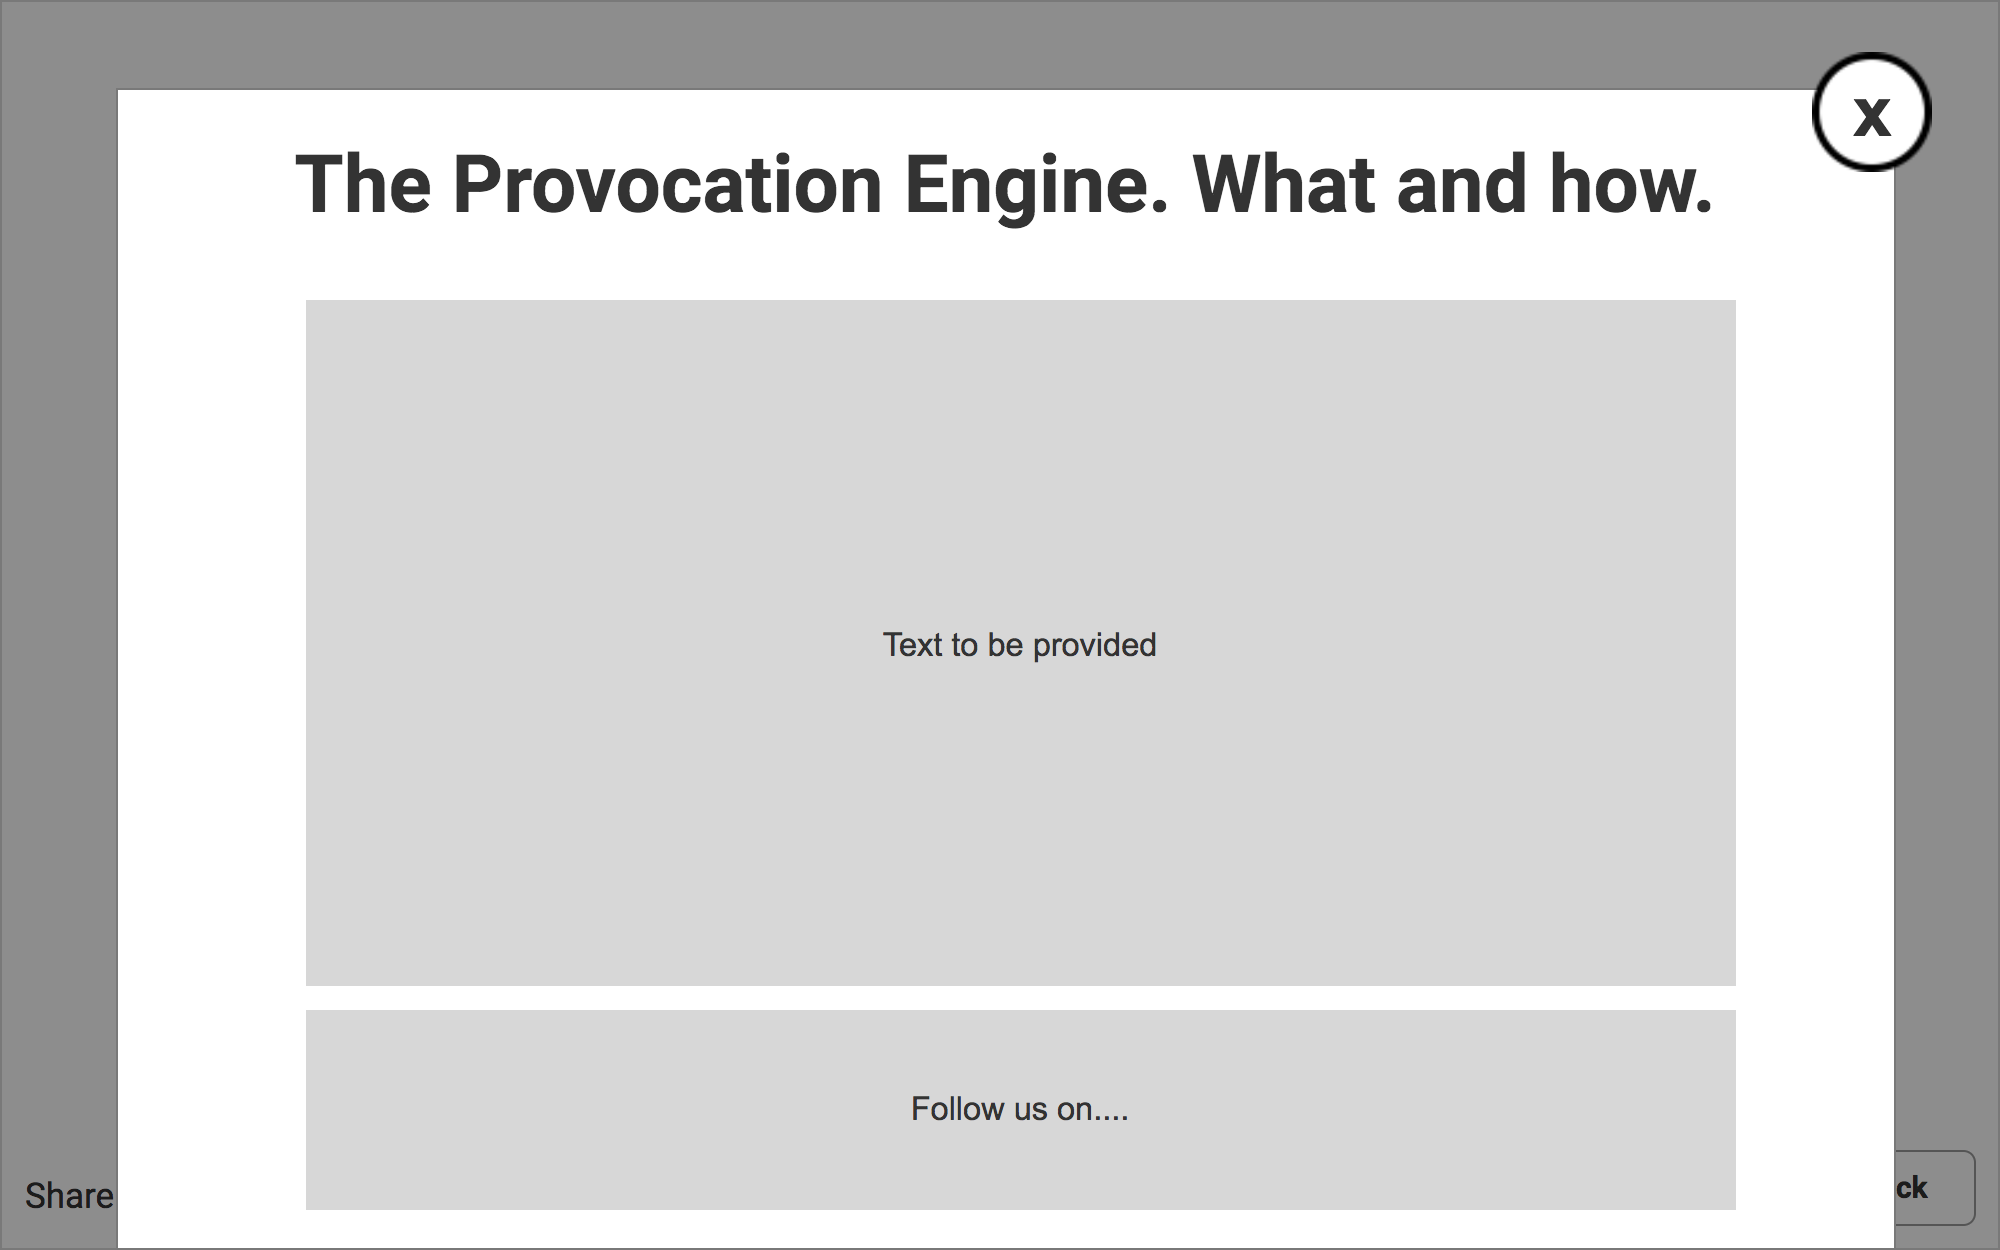 x
The Provocation Engine. What and how.
Text to be provided
Follow us on....
Share
ck